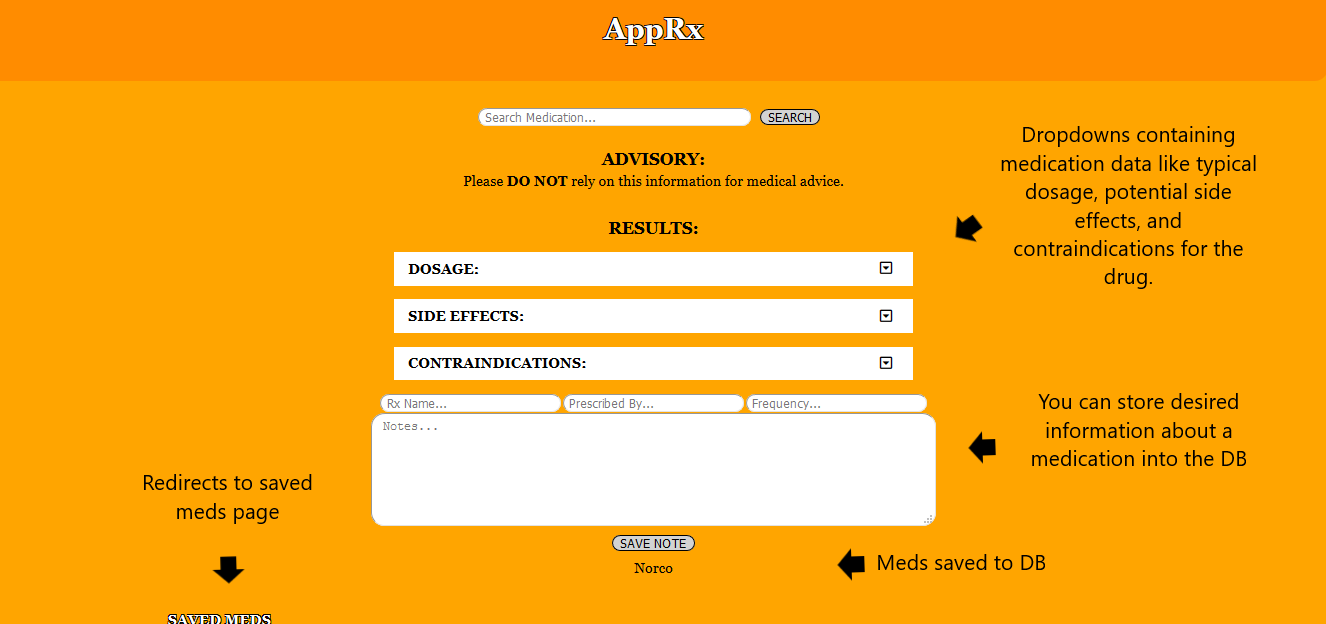 AppRx
Search Medication...
SEARCH
ADVISORY:
Please DO NOT rely on this information for medical advice.
Dropdowns containing
medication data like typical
dosage, potential side
effects, and
contraindications for the
drug.
RESULTS:
DOSAGE:
SIDE EFFECTS:
CONTRAINDICATIONS:
Rx Name...
Prescribed By...
Frequency...
Notes...
You can store desired
information about a
medication into the DB
Redirects to saved
meds page
SAVE NOTE
Norco
Meds saved to DB
SAVED MEDS